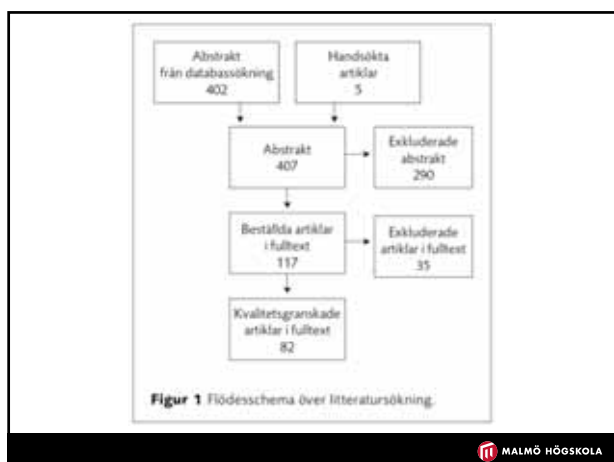 Abstrakt
från databassökning
402
Handsökta
artiklar
5
Abstrakt
407
Exkluderade
abstrakt
290
Beställda artiklar
i fulltext
117
Exkluderade
artiklar i fulltext
35
Kvalitetsgranskade
artiklar i fulltext
82
Figur 1 Flödesschema över litteratursökning.
MALMÖ HÖGSKOLA